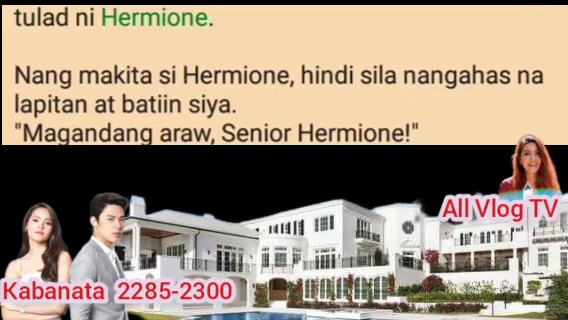 tulad ni Hermione.
Nang makita si Hermione, hindi sila nangahas na
lapitan at batiin siya.
"Magandang araw, Senior Hermione!"
All Vlog TV
Kabanata 2285-2300